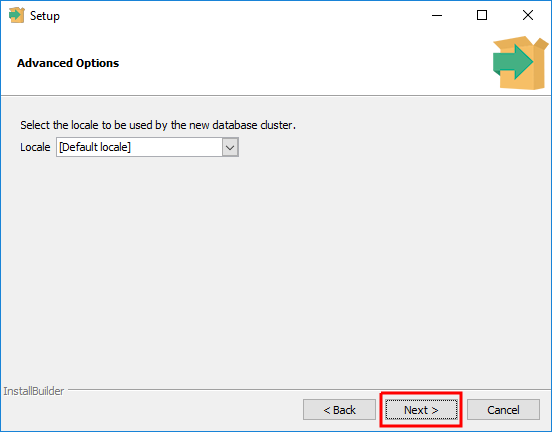 Setup
Advanced Options
Select the locale to be used by the new database cluster.
Locale [Default locale]
InstallBuilder
< Back Next > Cancel